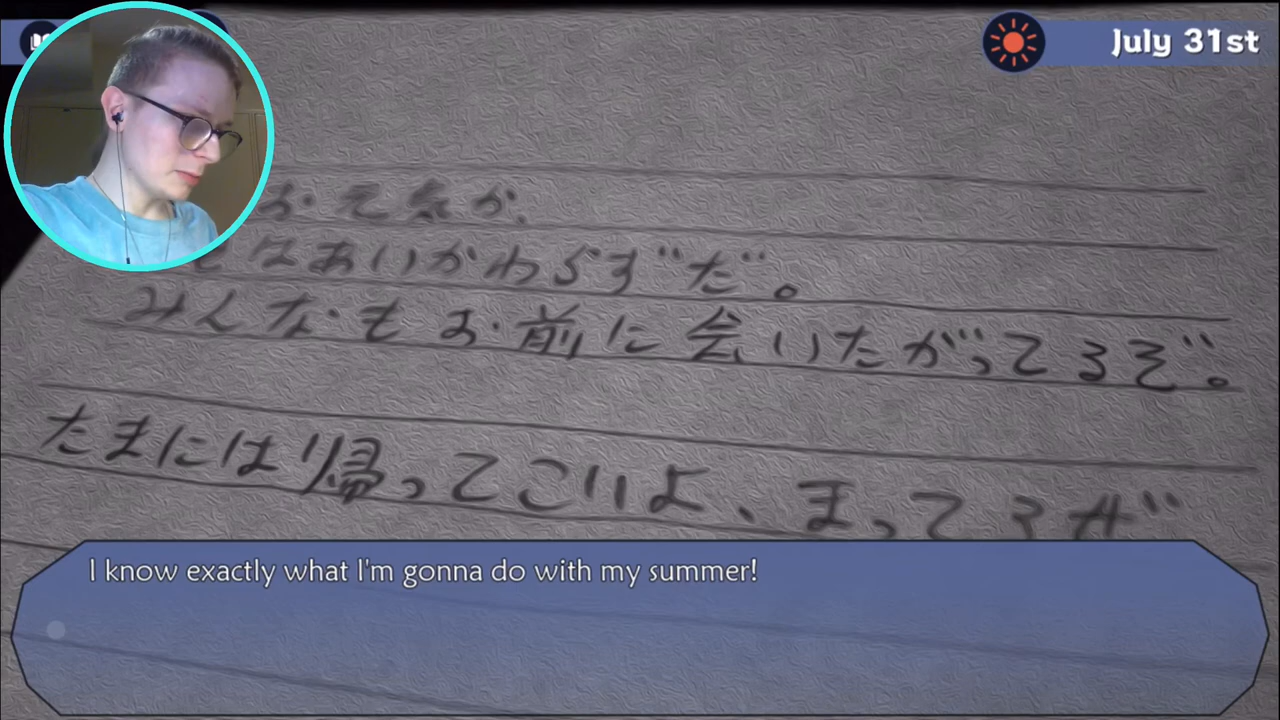 July 31st
お元気か。
はあいかわらずだ。
みんなもお前に会いたがってるぞ。
たまには帰ってこいよ、まってるぜ
I know exactly what I'm gonna do with my summer!